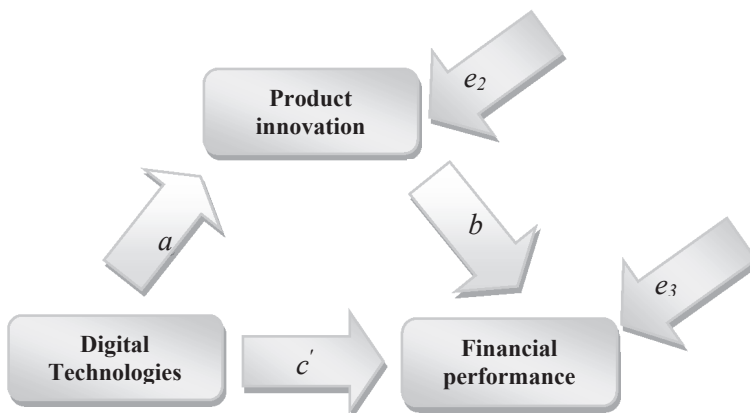 e₂
Product
innovation
a
b
e₃
Digital
Technologies
c'
Financial
performance